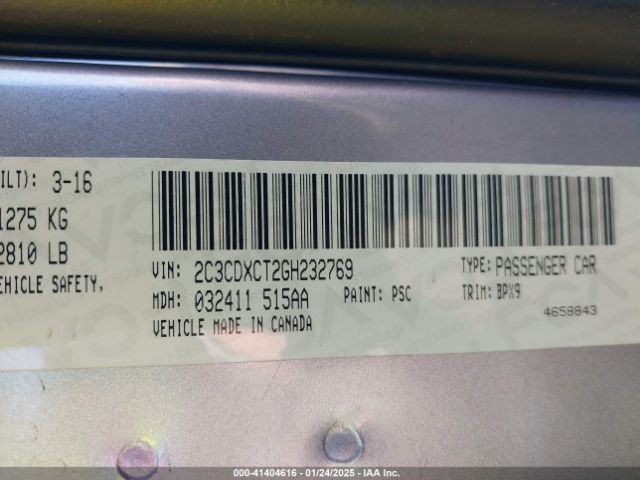 ILT): 3-16
1275 KG
2810 LB
EHICLE SAFETY,
VIN: 2C3CDXCT2GH232769
TYPE: PASSENGER CAR
MDH: 032411 515AA
PAINT: PSC
TRIM: BPX9
VEHICLE MADE IN CANADA
4658843
000-41404616 - 01/24/2025 - IAA Inc.